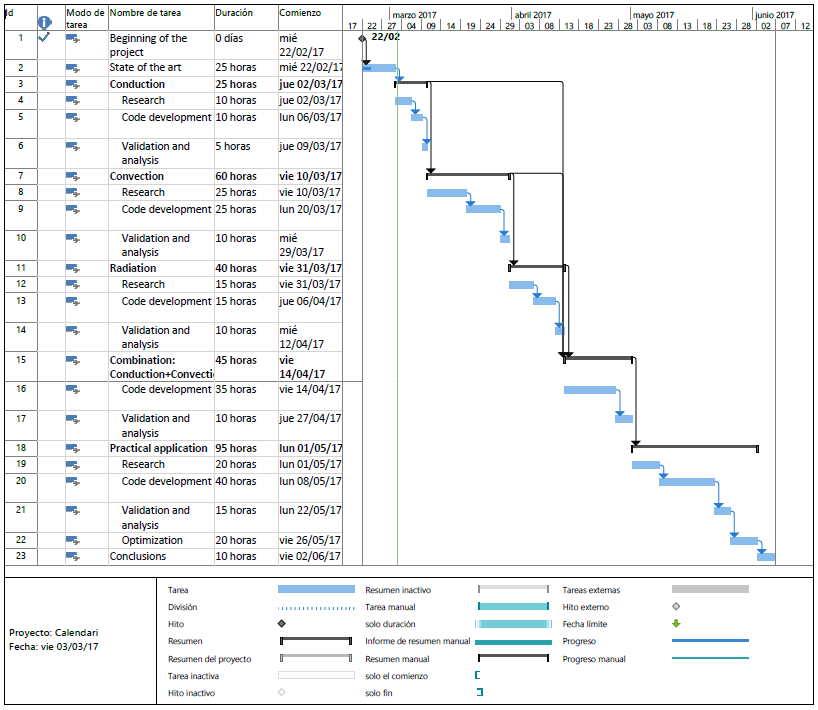 Id Modo de tarea Nombre de tarea Duración Comienzo marzo 2017 abril 2017 mayo 2017 junio 2017
17 22 27 04 09 14 19 24 29 03 08 13 18 23 28 03 08 13 18 23 28 02 07 12
1 Beginning of the project 0 días mié 22/02/17 22/02
2 State of the art 25 horas mié 22/02/17
3 Conduction 25 horas jue 02/03/17
4 Research 10 horas jue 02/03/17
5 Code development 10 horas lun 06/03/17
6 Validation and analysis 5 horas jue 09/03/17
7 Convection 60 horas vie 10/03/17
8 Research 25 horas vie 10/03/17
9 Code development 25 horas lun 20/03/17
10 Validation and analysis 10 horas mié 29/03/17
11 Radiation 40 horas vie 31/03/17
12 Research 15 horas vie 31/03/17
13 Code development 15 horas jue 06/04/17
14 Validation and analysis 10 horas mié 12/04/17
15 Combination: Conduction+Convecti 45 horas vie 14/04/17
16 Code development 35 horas vie 14/04/17
17 Validation and analysis 10 horas jue 27/04/17
18 Practical application 95 horas lun 01/05/17
19 Research 20 horas lun 01/05/17
20 Code development 40 horas lun 08/05/17
21 Validation and analysis 15 horas lun 22/05/17
22 Optimization 20 horas vie 26/05/17
23 Conclusions 10 horas vie 02/06/17
Proyecto: Calendari
Fecha: vie 03/03/17
Tarea Resumen inactivo Tareas externas
División Tarea manual Hito externo
Hito solo duración Fecha límite
Resumen Informe de resumen manual Progreso
Resumen del proyecto Resumen manual Progreso manual
Tarea inactiva solo el comienzo
Hito inactivo solo fin